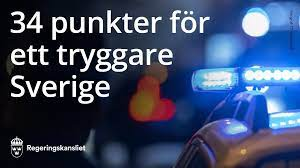 34 punkter för
ett tryggare
Sverige
Regeringskansliet